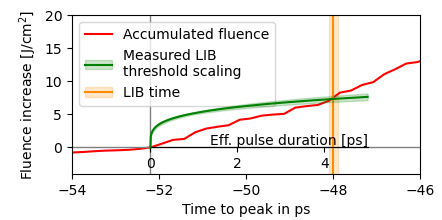 20
15
10
5
0
Fluence increase [J/cm²]
Accumulated fluence
Measured LIB
threshold scaling
LIB time
Eff. pulse duration [ps]
0 2 4
−54 −52 −50 −48 −46
Time to peak in ps